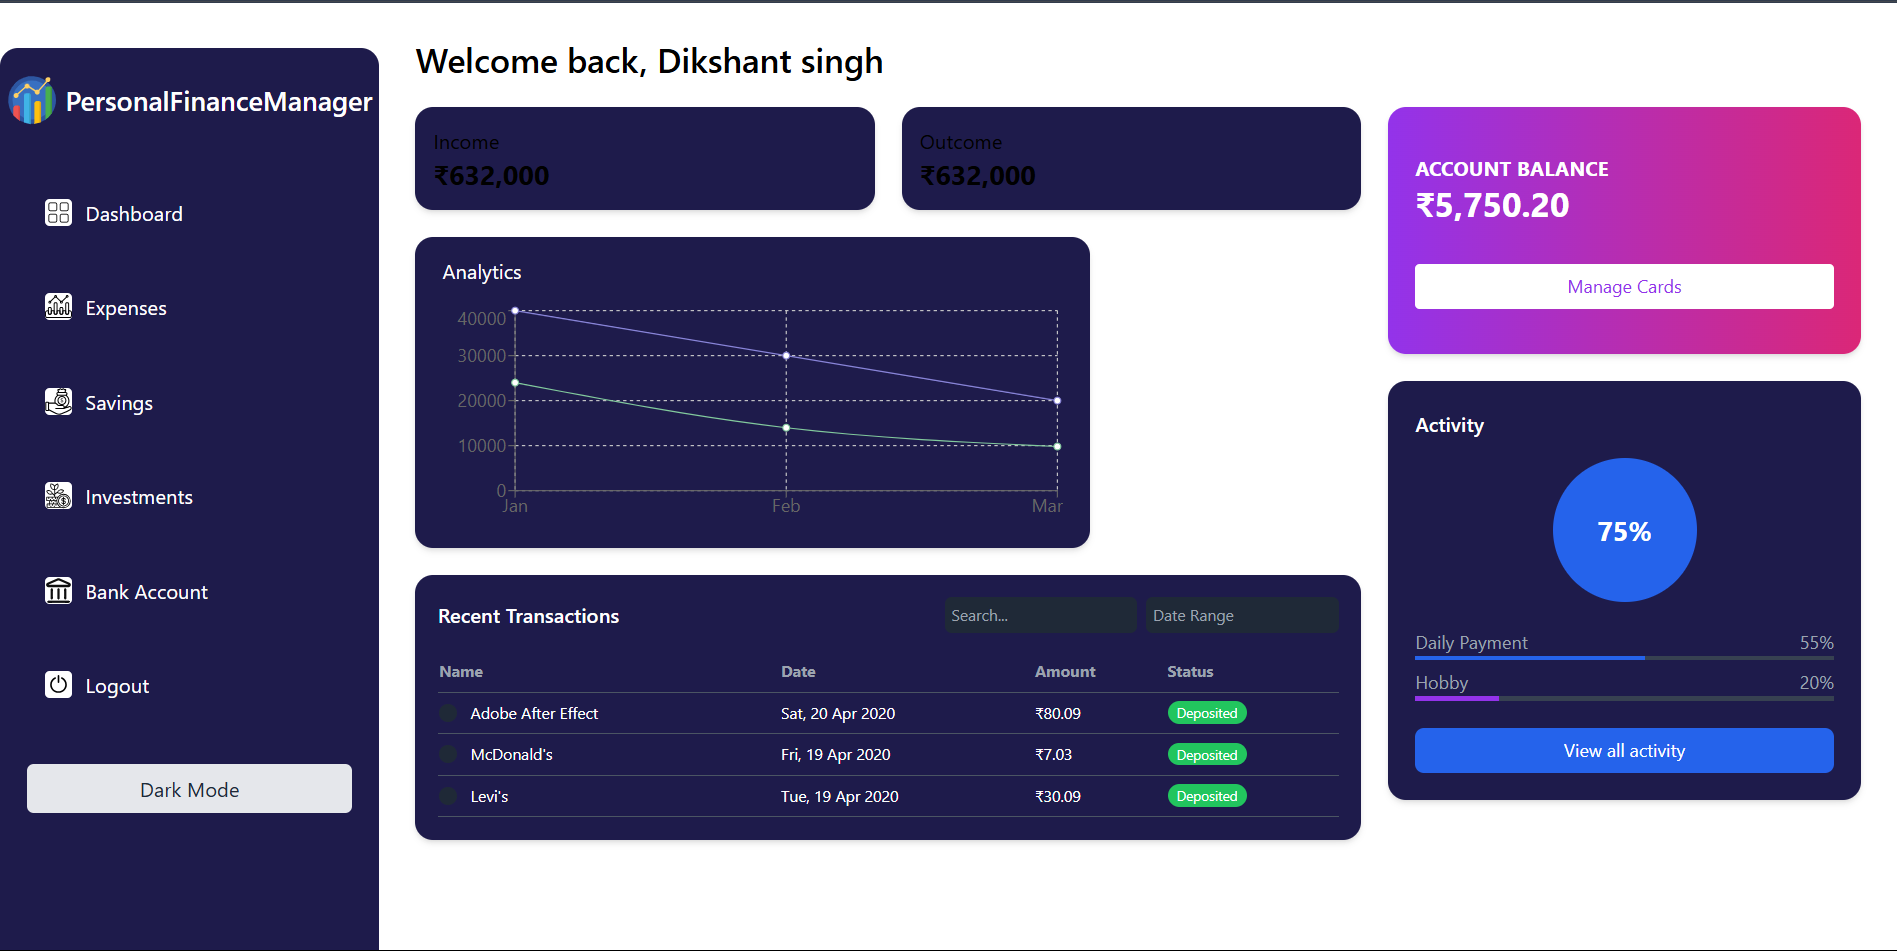 PersonalFinanceManager
Dashboard
Expenses
Savings
Investments
Bank Account
Logout
Dark Mode
Welcome back, Dikshant singh
Income
₹632,000
Outcome
₹632,000
Analytics
40000
30000
20000
10000
0
Jan Feb Mar
Recent Transactions
Search...
Date Range
Name Date Amount Status
Adobe After Effect Sat, 20 Apr 2020 ₹80.09 Deposited
McDonald's Fri, 19 Apr 2020 ₹7.03 Deposited
Levi's Tue, 19 Apr 2020 ₹30.09 Deposited
ACCOUNT BALANCE
₹5,750.20
Manage Cards
Activity
75%
Daily Payment 55%
Hobby 20%
View all activity